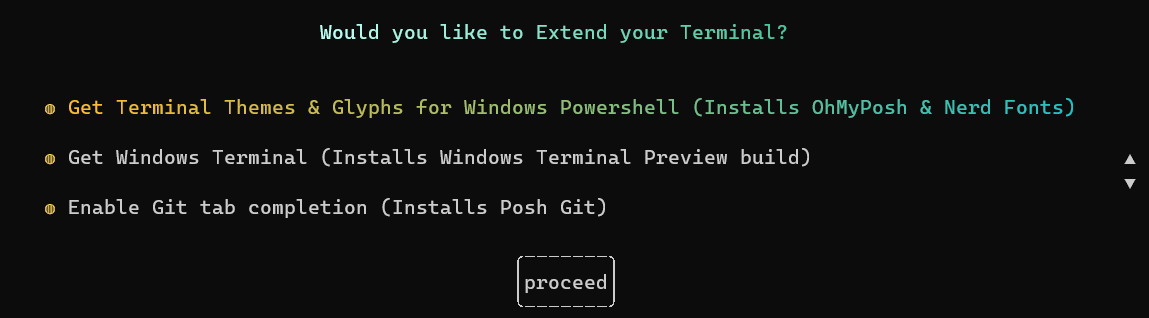 Would you like to Extend your Terminal?
Get Terminal Themes & Glyphs for Windows Powershell (Installs OhMyPosh & Nerd Fonts)
Get Windows Terminal (Installs Windows Terminal Preview build)
Enable Git tab completion (Installs Posh Git)
proceed